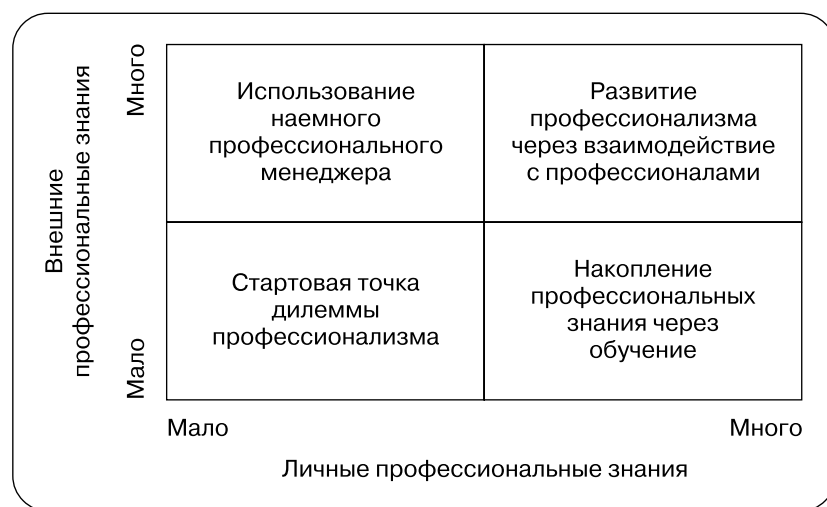 Внешние
профессиональные знания
Много
Мало
Использование
наемного
профессионального
менеджера
Развитие
профессионализма
через взаимодействие
с профессионалами
Стартовая точка
дилеммы
профессионализма
Накопление
профессиональных
знания через
обучение
Мало
Много
Личные профессиональные знания